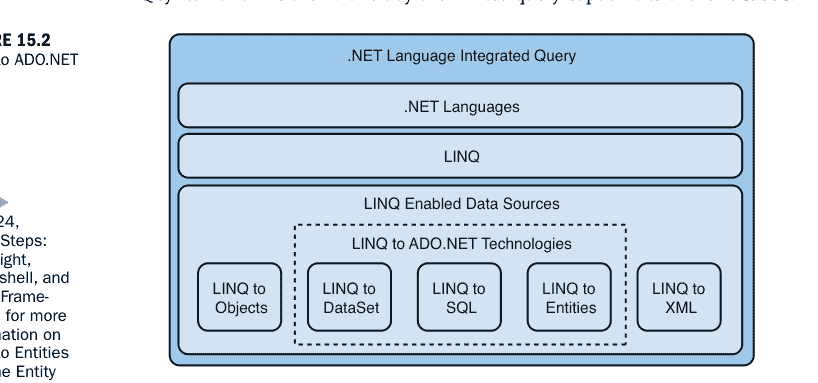 RE 15.2
to ADO.NET
.NET Language Integrated Query
.NET Languages
LINQ
LINQ Enabled Data Sources
LINQ to ADO.NET Technologies
LINQ to
Objects
LINQ to
DataSet
LINQ to
SQL
LINQ to
Entities
LINQ to
XML
24,
Steps:
ight,
shell, and
Frame-
for more
ation on
to Entities
e Entity